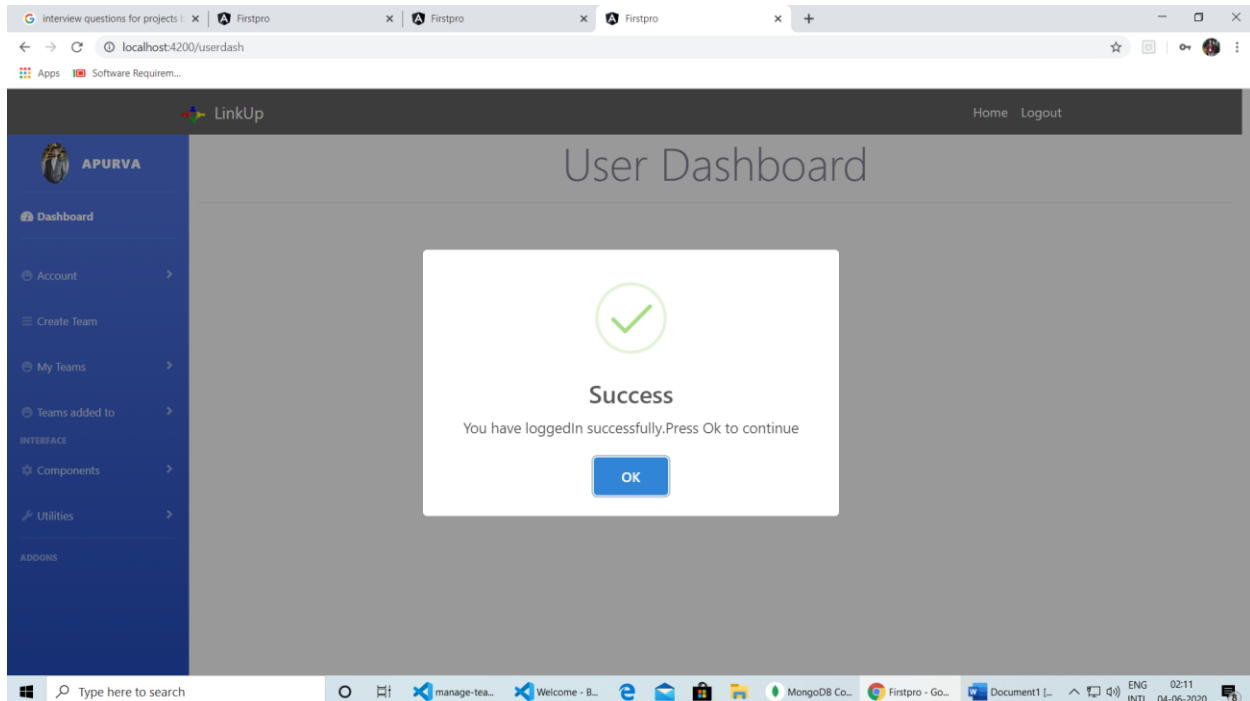 interview questions for projects b
Firstpro
Firstpro
Firstpro
localhost:4200/userdash
Apps Software Requirem...
LinkUp
Home Logout
APURVA
User Dashboard
Dashboard
Account
Create Team
My Teams
Teams added to
INTERFACE
Components
Utilities
ADDONS
Success
You have loggedIn successfully.Press Ok to continue
OK
Type here to search
manage-tea...
Welcome - B...
MongoDB Co...
Firstpro - Go...
Document1 [...
ENG
INTL
02:11
04-06-2020
8